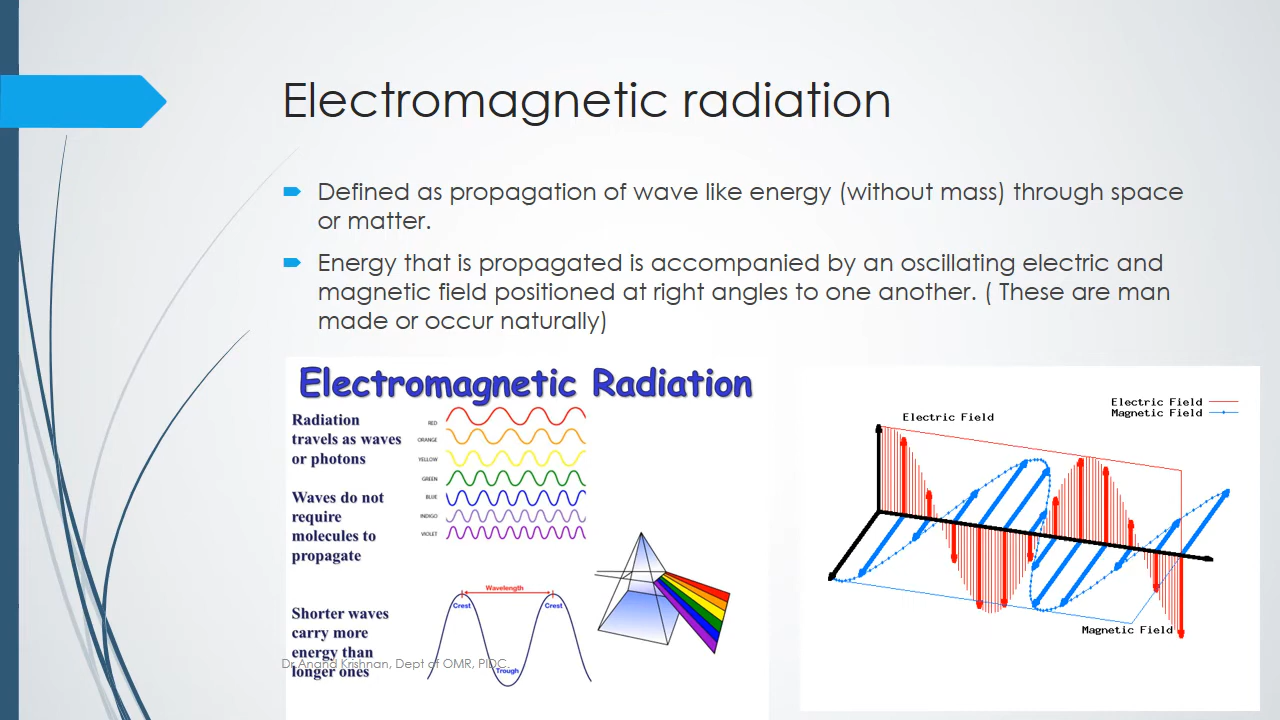 Electromagnetic radiation
Defined as propagation of wave like energy (without mass) through space
or matter.
Energy that is propagated is accompanied by an oscillating electric and
magnetic field positioned at right angles to one another. ( These are man
made or occur naturally)
Electromagnetic Radiation
Radiation
travels as waves
or photons
Waves do not
require
molecules to
propagate
Shorter waves
carry more
energy than
longer ones
RED
ORANGE
YELLOW
GREEN
BLUE
INDIGO
VIOLET
Wavelength
Crest
Crest
Trough
Dr Anand Krishnan, Dept of OMR, PIDC.
Electric Field
Magnetic Field
Electric Field
Magnetic Field